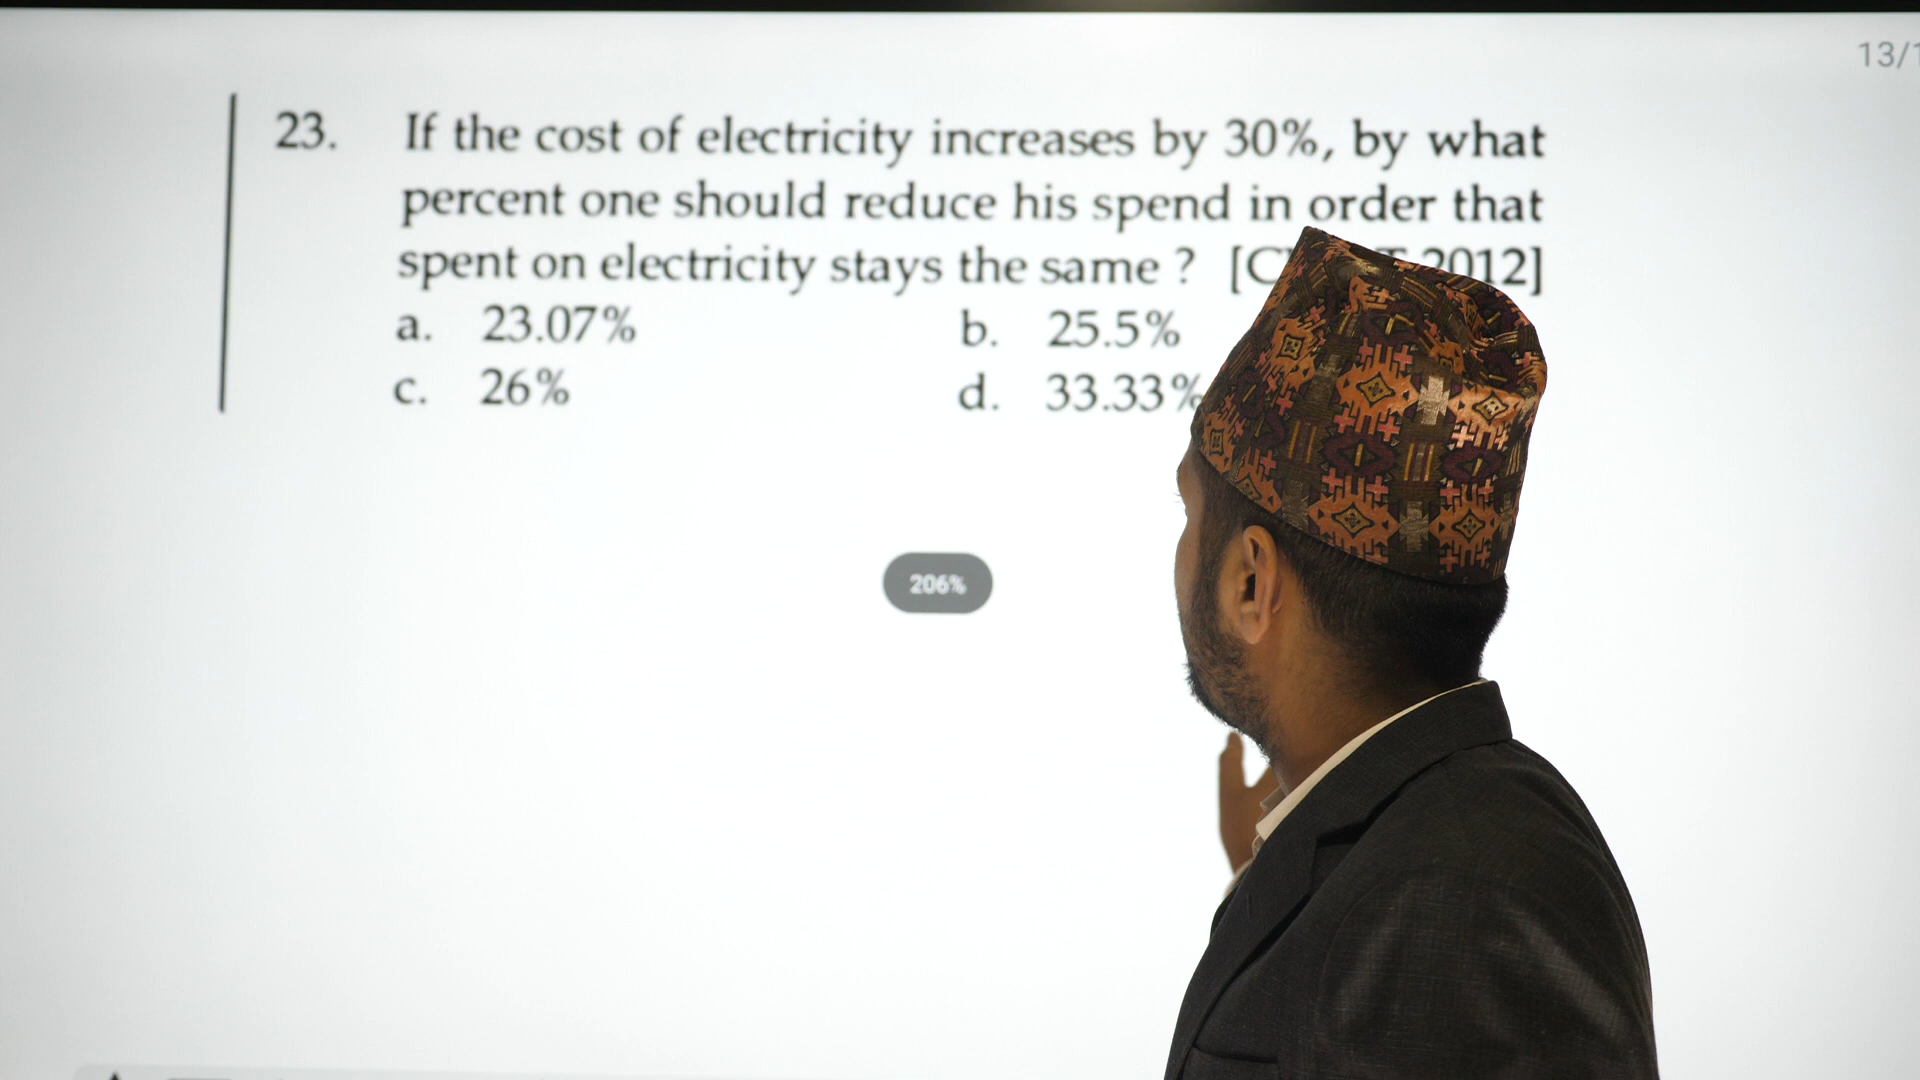 13/
23. If the cost of electricity increases by 30%, by what
percent one should reduce his spend in order that
spent on electricity stays the same ? [C 2012]
a. 23.07% b. 25.5%
c. 26% d. 33.33%
206%